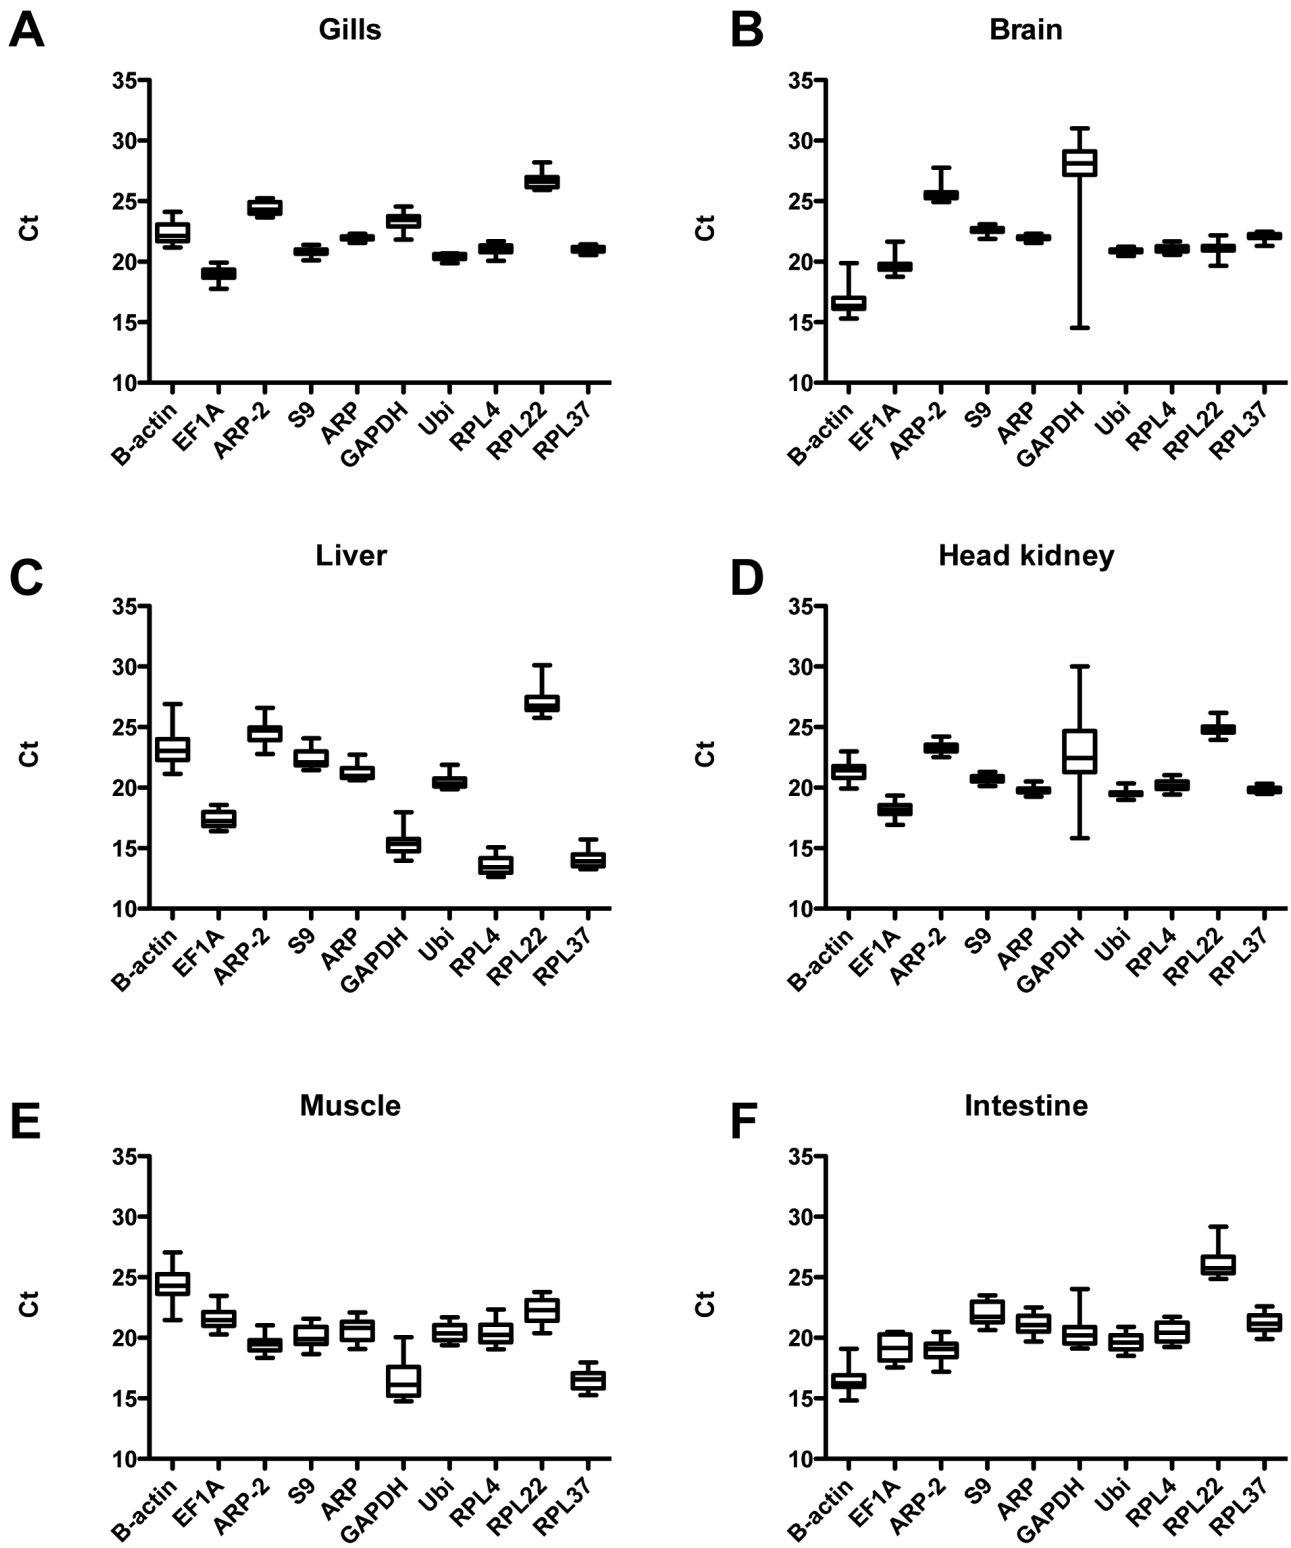 A Gills
35
30
25
20
15
10
Ct
B-actin EF1A ARP-2 S9 ARP GAPDH Ubi RPL4 RPL22 RPL37
B Brain
35
30
25
20
15
10
Ct
B-actin EF1A ARP-2 S9 ARP GAPDH Ubi RPL4 RPL22 RPL37
C Liver
35
30
25
20
15
10
Ct
B-actin EF1A ARP-2 S9 ARP GAPDH Ubi RPL4 RPL22 RPL37
D Head kidney
35
30
25
20
15
10
Ct
B-actin EF1A ARP-2 S9 ARP GAPDH Ubi RPL4 RPL22 RPL37
E Muscle
35
30
25
20
15
10
Ct
B-actin EF1A ARP-2 S9 ARP GAPDH Ubi RPL4 RPL22 RPL37
F Intestine
35
30
25
20
15
10
Ct
B-actin EF1A ARP-2 S9 ARP GAPDH Ubi RPL4 RPL22 RPL37